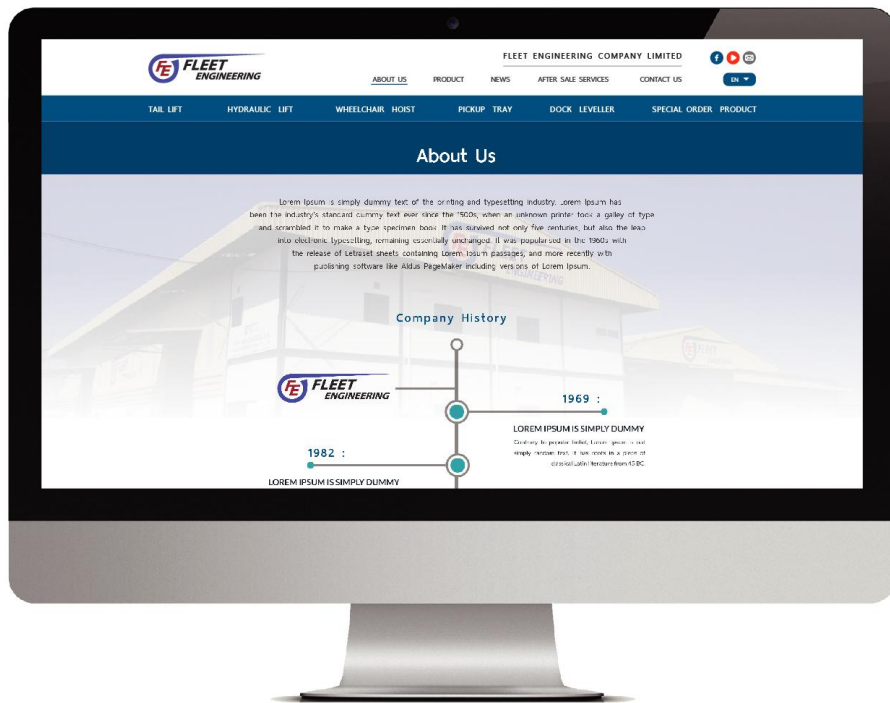 FE FLEET
ENGINEERING
FLEET ENGINEERING COMPANY LIMITED
ABOUT US PRODUCT NEWS AFTER SALE SERVICES CONTACT US EN
TAIL LIFT HYDRAULIC LIFT WHEELCHAIR HOIST PICKUP TRAY DOCK LEVELLER SPECIAL ORDER PRODUCT
About Us
Lorem Ipsum is simply dummy text of the printing and typesetting industry. Lorem Ipsum has
been the industry's standard dummy text ever since the 1500s, when an unknown printer took a galley of type
and scrambled it to make a type specimen book. It has survived not only five centuries, but also the leap
into electronic typesetting, remaining essentially unchanged. It was popularised in the 1960s with
the release of Letraset sheets containing Lorem Ipsum passages, and more recently with
publishing software like Aldus PageMaker including versions of Lorem Ipsum.
Company History
FE FLEET
ENGINEERING
1969 :
LOREM IPSUM IS SIMPLY DUMMY
Contrary to popular belief, Lorem Ipsum is not
simply random text. It has roots in a piece of
classical Latin literature from 45 BC.
1982 :
LOREM IPSUM IS SIMPLY DUMMY